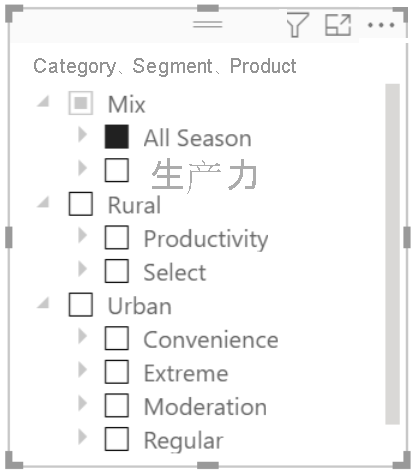 Category、Segment、Product
Mix
All Season
生产力
Rural
Productivity
Select
Urban
Convenience
Extreme
Moderation
Regular